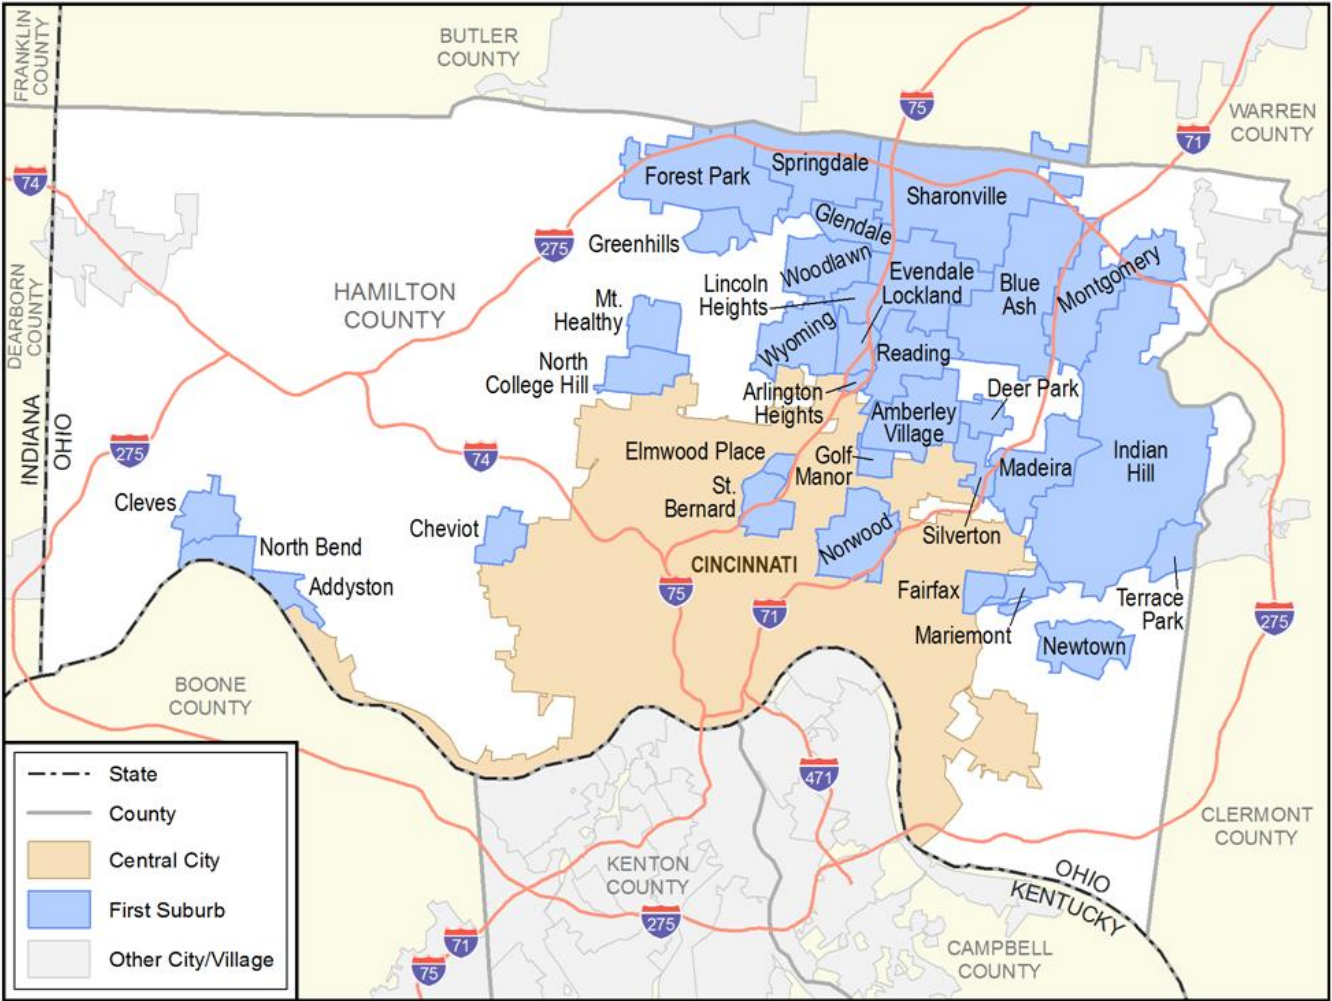 FRANKLIN
COUNTY
BUTLER
COUNTY
75
WARREN
COUNTY
71
74
Forest Park
Springdale
Sharonville
275
Greenhills
Glendale
Woodlawn
Evendale
Lockland
Blue
Ash
Montgomery
Lincoln
Heights
DEARBORN
COUNTY
HAMILTON
COUNTY
Mt.
Healthy
Wyoming
Reading
North
College Hill
Arlington
Heights
Deer Park
Amberley
Village
INDIANA
OHIO
275
74
Elmwood Place
Golf
Manor
Madeira
Indian
Hill
Cleves
St.
Bernard
Cheviot
Norwood
Silverton
North Bend
CINCINNATI
Addyston
75
71
Fairfax
Terrace
Park
275
Mariemont
Newtown
BOONE
COUNTY
State
County
Central City
First Suburb
Other City/Village
471
CLERMONT
COUNTY
KENTON
COUNTY
OHIO
KENTUCKY
275
71
75
CAMPBELL
COUNTY